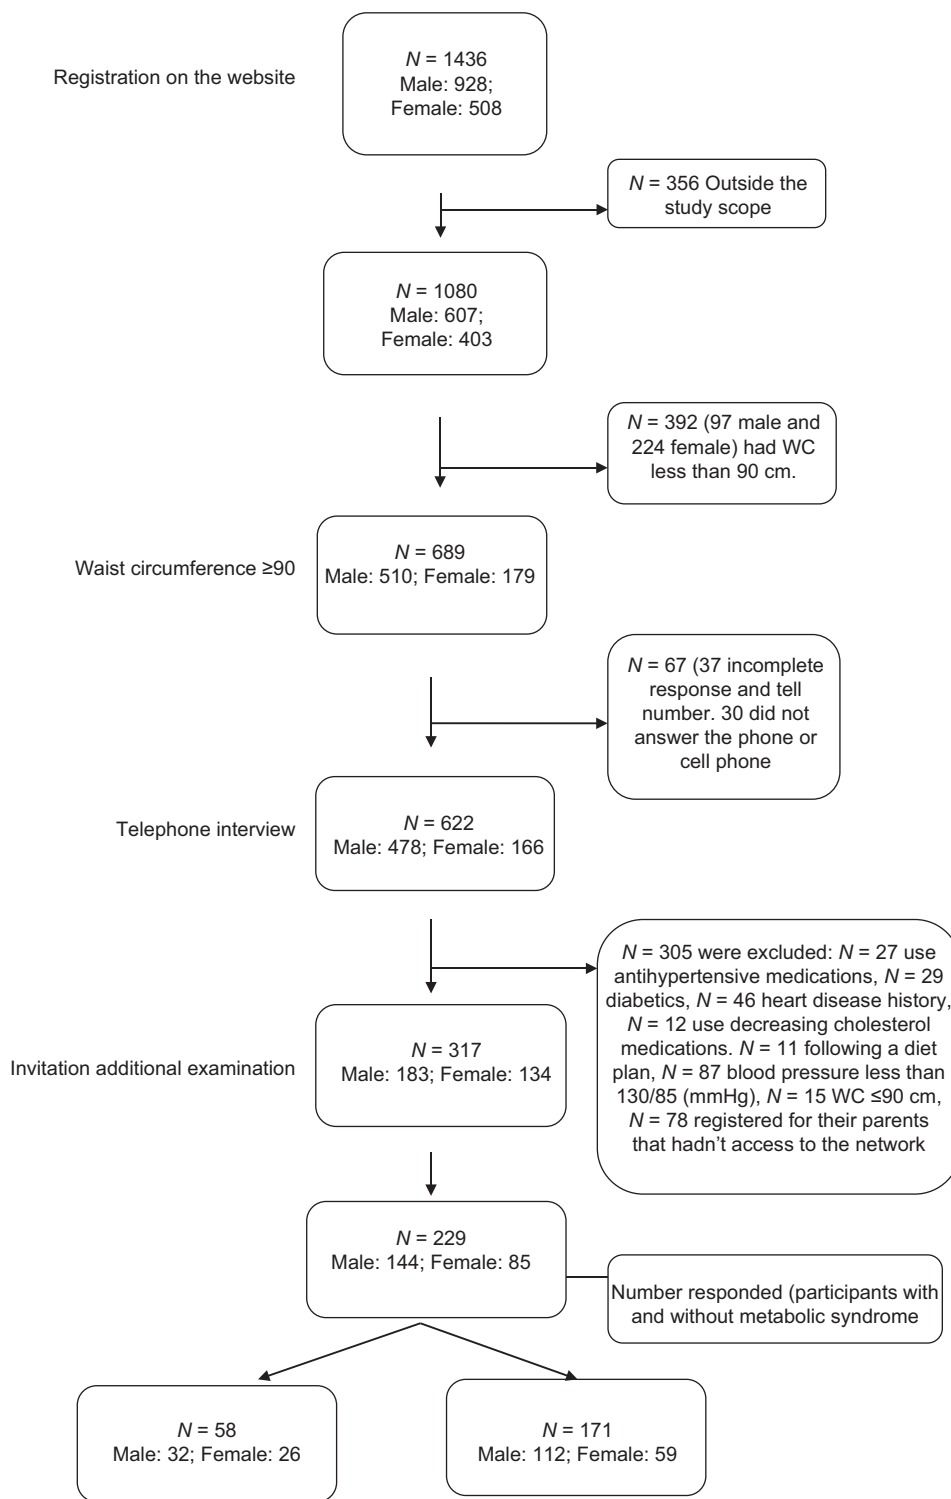 N = 1436
Registration on the website
Male: 928;
Female: 508
N = 356 Outside the
study scope
N = 1080
Male: 607;
Female: 403
N = 392 (97 male and
224 female) had WC
less than 90 cm.
Waist circumference ≥90
N = 689
Male: 510; Female: 179
N = 67 (37 incomplete
response and tell
number. 30 did not
answer the phone or
cell phone
Telephone interview
N = 622
Male: 478; Female: 166
N = 305 were excluded: N = 27 use
antihypertensive medications, N = 29
diabetics, N = 46 heart disease history,
N = 12 use decreasing cholesterol
medications. N = 11 following a diet
plan, N = 87 blood pressure less than
130/85 (mmHg), N = 15 WC ≤90 cm,
N = 78 registered for their parents
that hadn't access to the network
Invitation additional examination
N = 317
Male: 183; Female: 134
N = 229
Male: 144; Female: 85
Number responded (participants with
and without metabolic syndrome
N = 58
Male: 32; Female: 26
N = 171
Male: 112; Female: 59